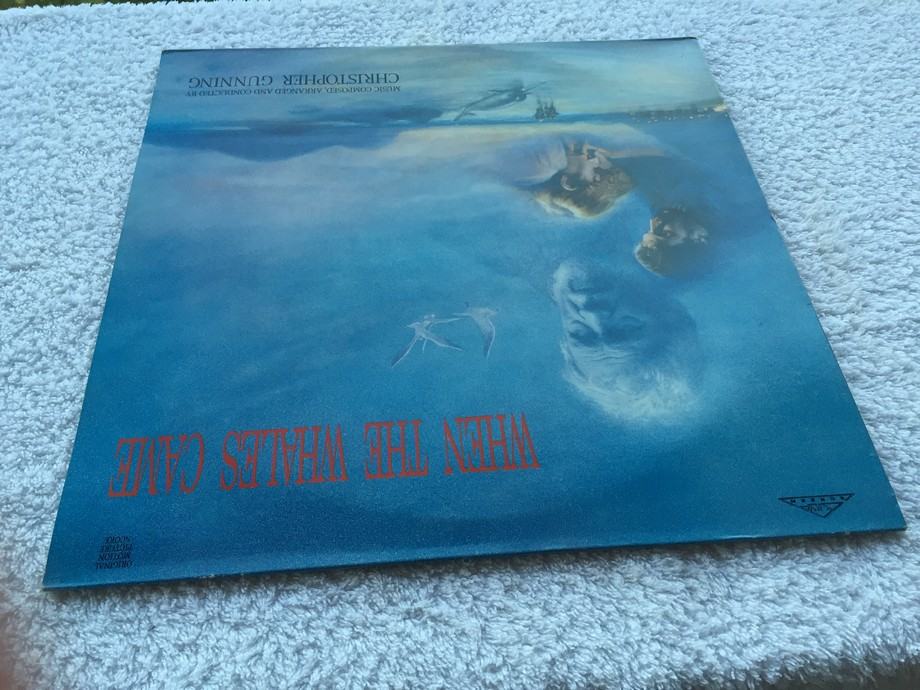 ORIGINAL
MOTION
PICTURE
SCORE
WHEN THE WHALES CAME
MUSIC COMPOSED, ARRANGED AND CONDUCTED BY
CHRISTOPHER GUNNING